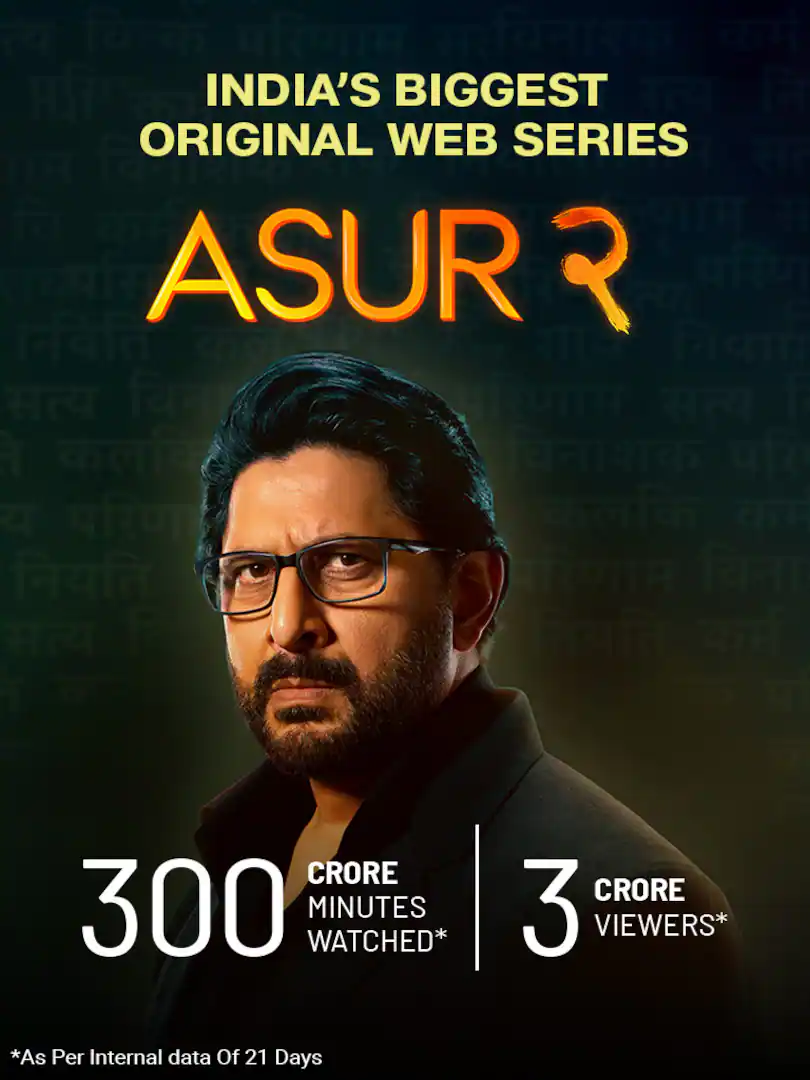 INDIA'S BIGGEST
ORIGINAL WEB SERIES
ASUR २
300 CRORE
MINUTES
WATCHED*
3 CRORE
VIEWERS*
*As Per Internal data Of 21 Days